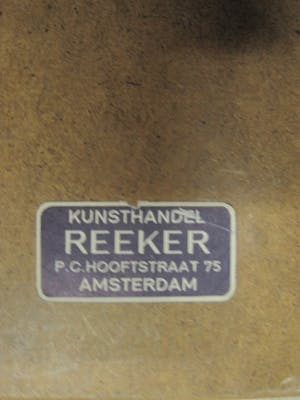 KUNSTHANDEL
REEKER
P.C.HOOFTSTRAAT 75
AMSTERDAM